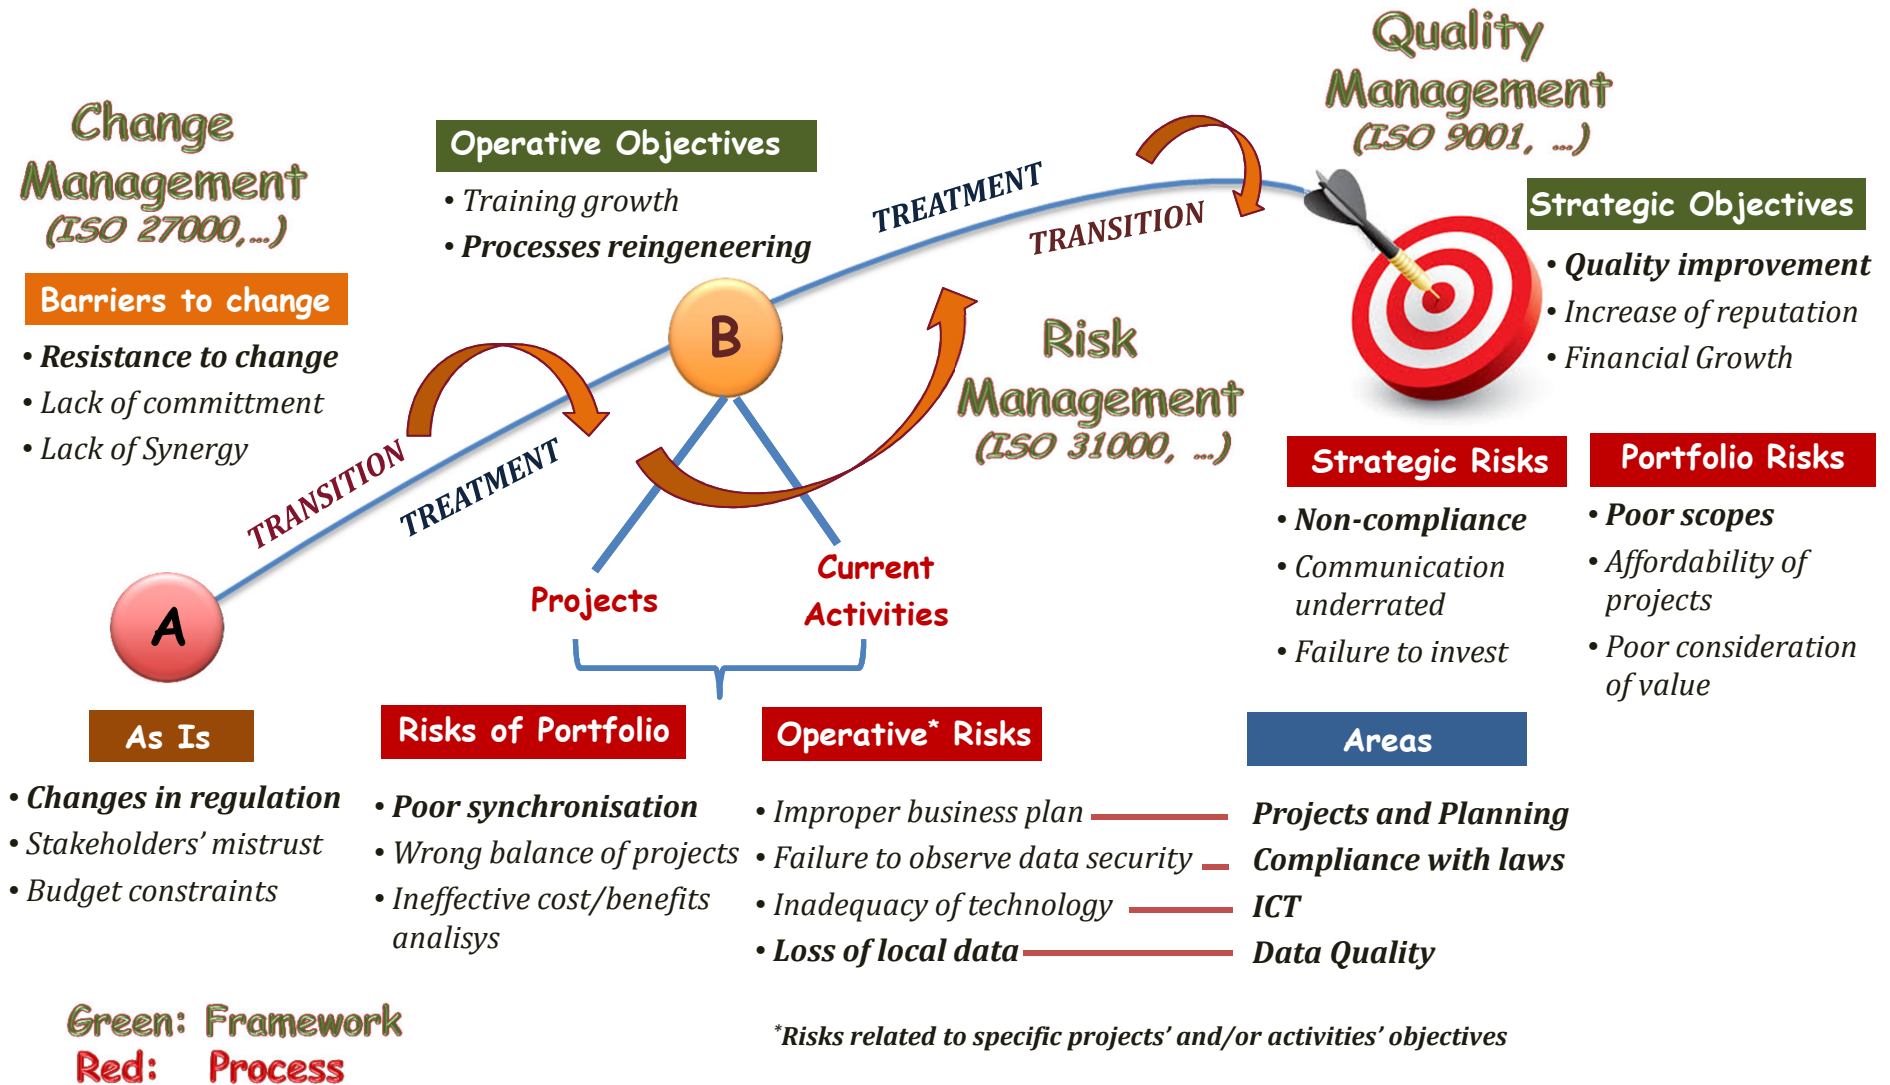 Quality
Management
(ISO 9001, …)
Change
Management
(ISO 27000,…)
Barriers to change
• Resistance to change
• Lack of committment
• Lack of Synergy
Operative Objectives
• Training growth
• Processes reingeneering
TREATMENT
TRANSITION
Strategic Objectives
• Quality improvement
• Increase of reputation
• Financial Growth
B
Risk
Management
(ISO 31000, …)
TRANSITION
TREATMENT
A
Projects
Current
Activities
Strategic Risks
• Non-compliance
• Communication
underrated
• Failure to invest
Portfolio Risks
• Poor scopes
• Affordability of
projects
• Poor consideration
of value
As Is
• Changes in regulation
• Stakeholders’ mistrust
• Budget constraints
Risks of Portfolio
• Poor synchronisation
• Wrong balance of projects
• Ineffective cost/benefits
analisys
Operative* Risks
• Improper business plan
• Failure to observe data security
• Inadequacy of technology
• Loss of local data
Areas
Projects and Planning
Compliance with laws
ICT
Data Quality
Green: Framework
Red: Process
*Risks related to specific projects’ and/or activities’ objectives